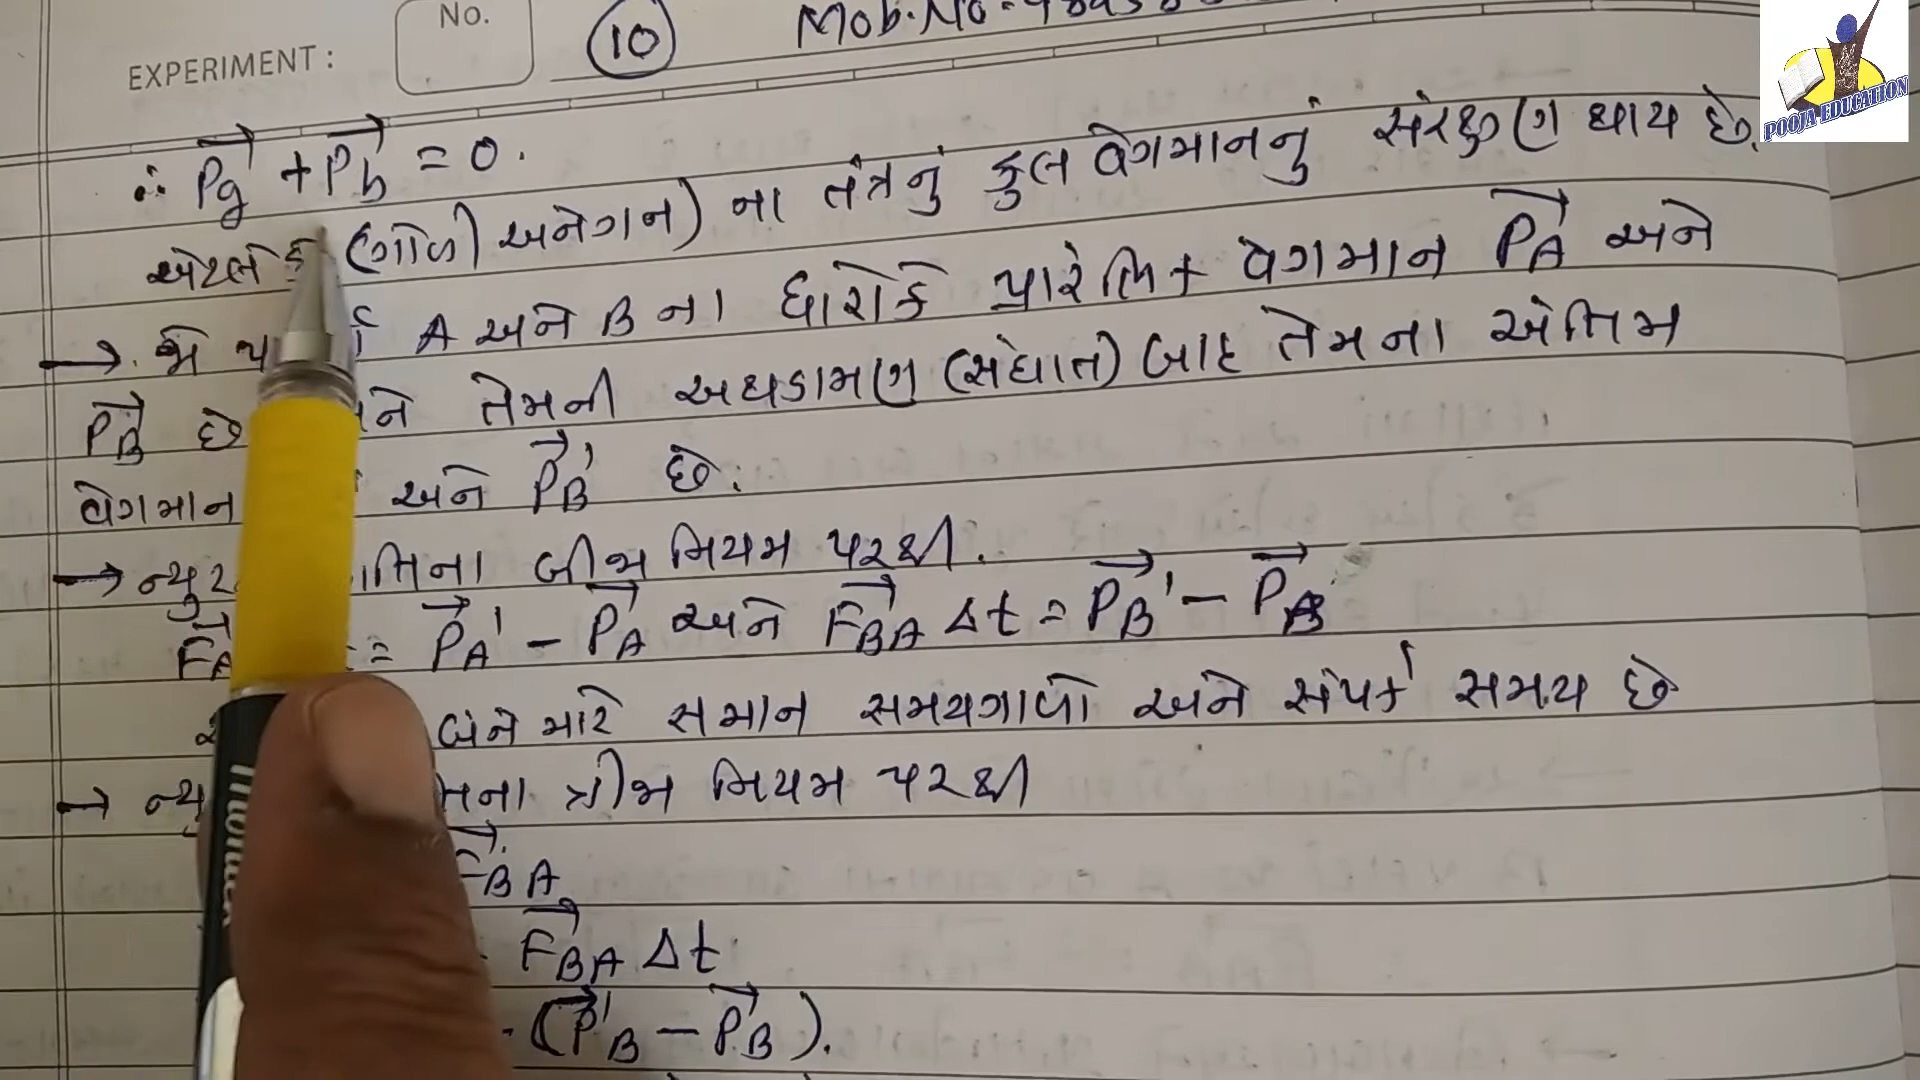 No.
EXPERIMENT :
10
Mob.No-
POOJA EDUCATION
∴ P⃗g + P⃗b = 0.
એટલે કે (ગોળી અને ગન) ના તંત્રનું કુલ વેગમાનનું સંરક્ષણ થાય છે.
→ જે A અને B ના ધારોકે પ્રારંભિક વેગમાન P⃗A અને
P⃗B છે તેમની અથડામણ (સંઘાત) બાદ તેમના અંતિમ
વેગમાન અને P⃗B' છે.
→ બીજા નિયમ પરથી.
= P⃗A' − P⃗A અને F⃗BA Δt = P⃗B' − P⃗B
બંને માટે સમાન સમયગાળો અને સંપર્ક સમય છે
→ ત્રીજા નિયમ પરથી
F⃗BA
F⃗BA Δt
(P⃗'B − P⃗B).